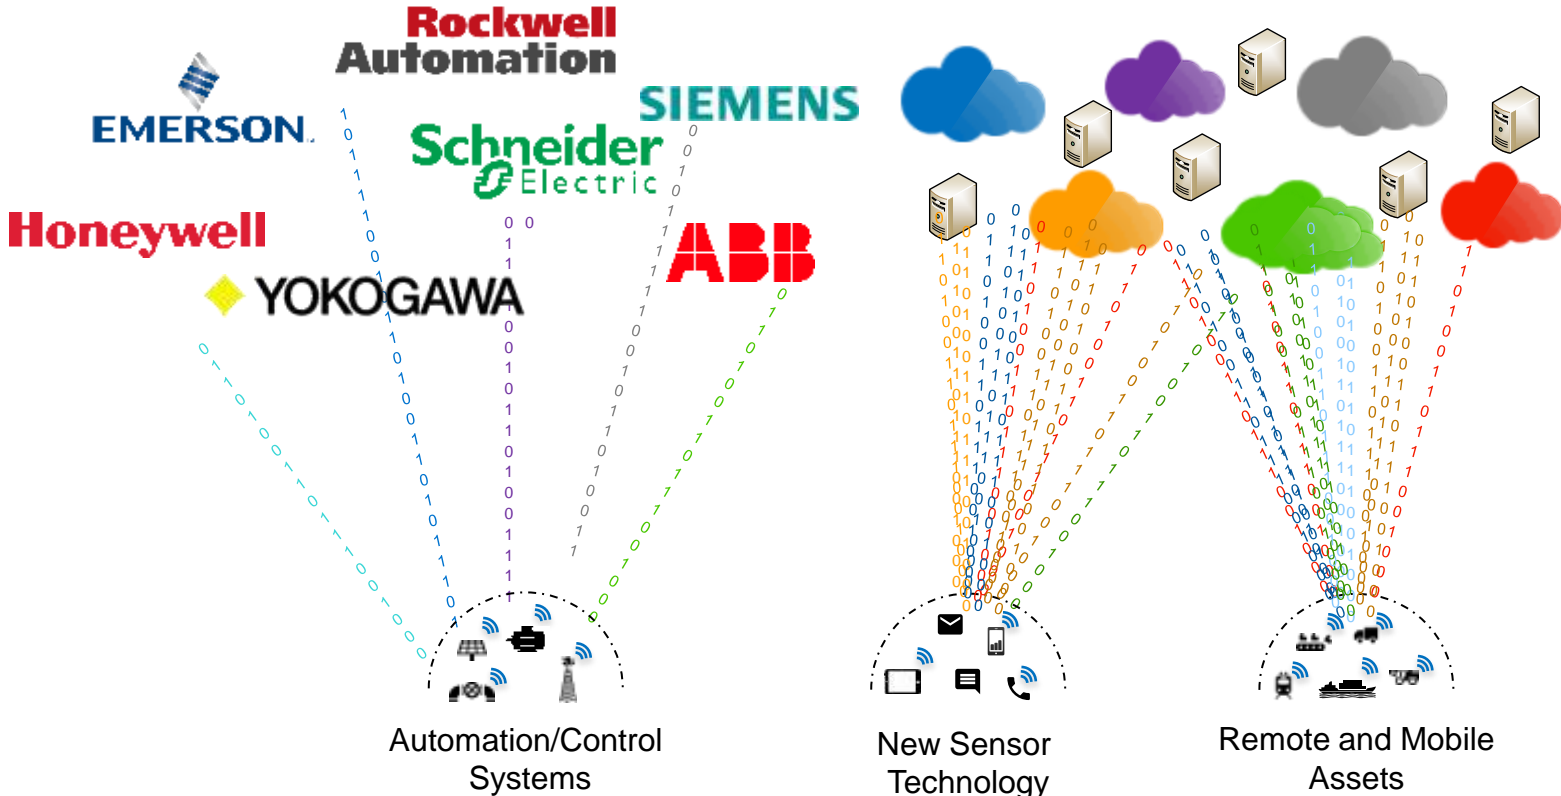 Rockwell
Automation
EMERSON
SIEMENS
Schneider
Electric
Honeywell
ABB
YOKOGAWA
Automation/Control
Systems
New Sensor
Technology
Remote and Mobile
Assets